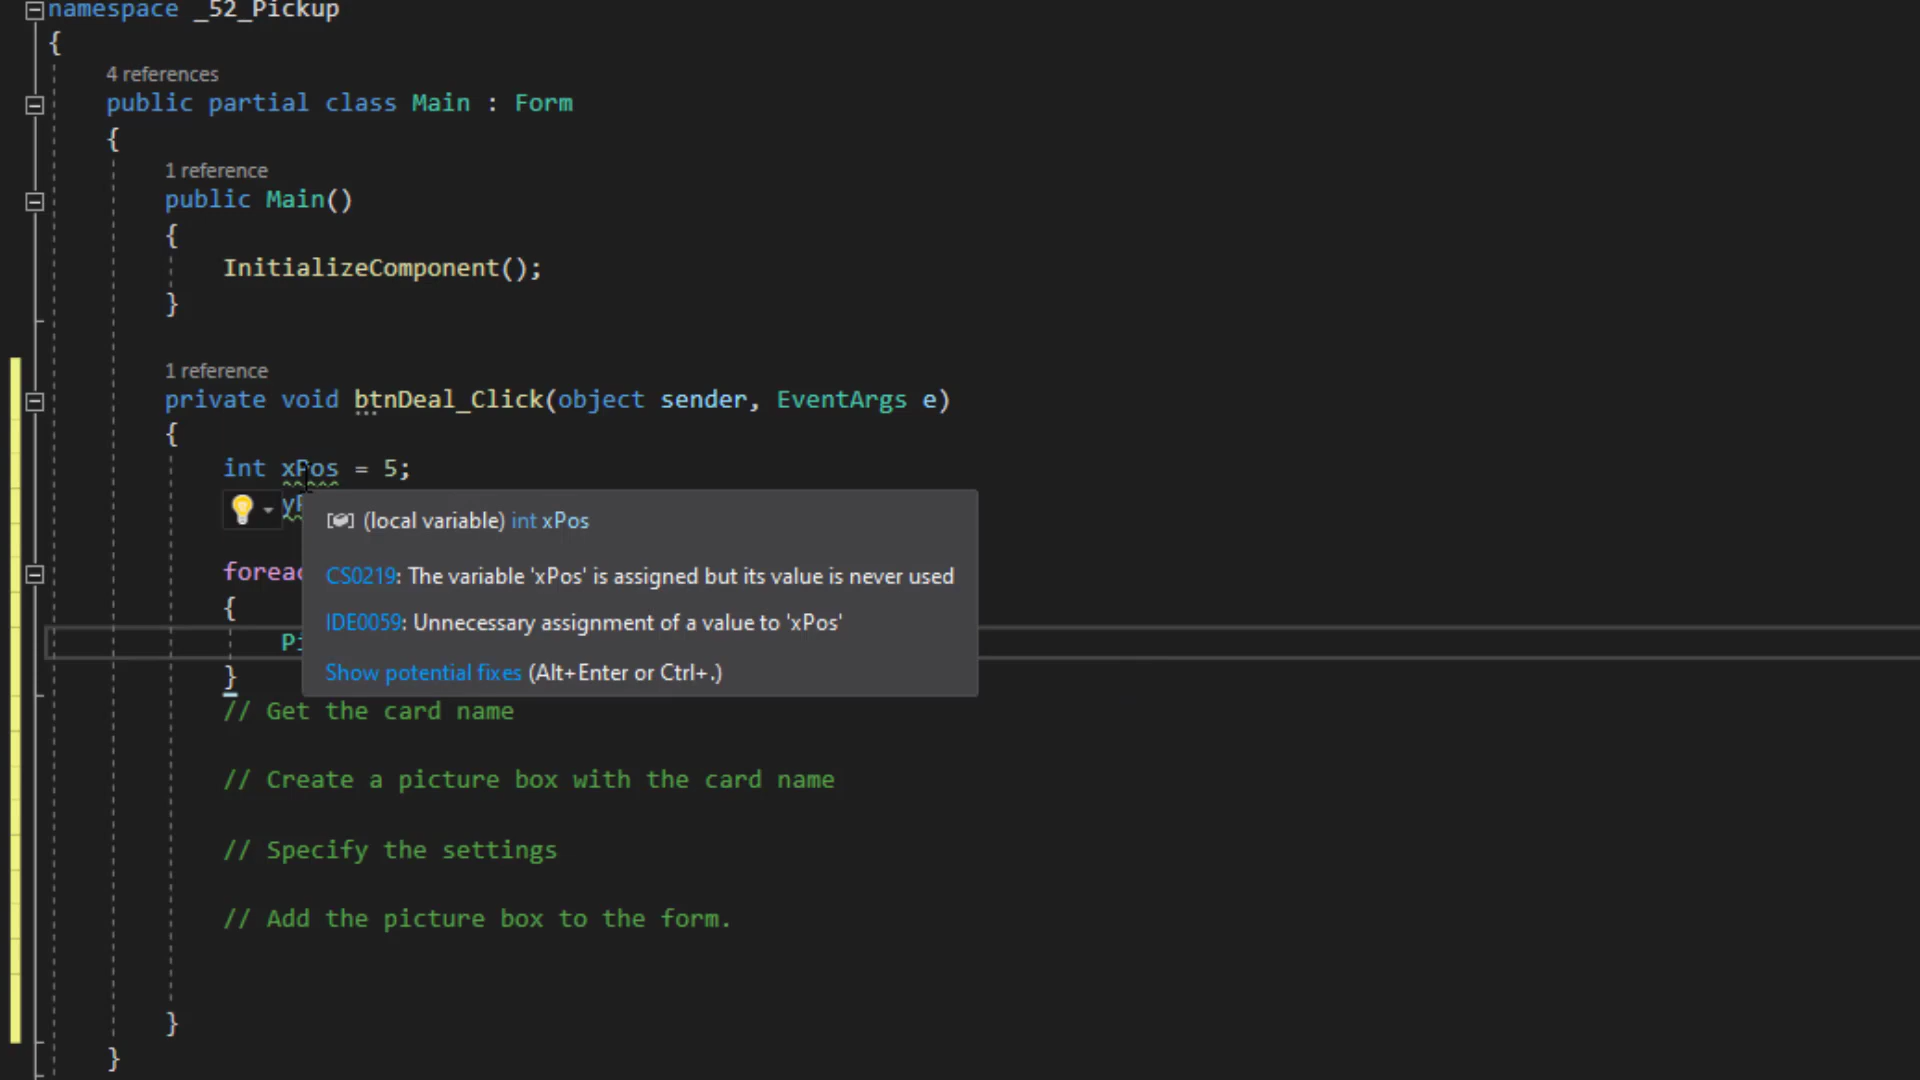 namespace _52_Pickup
{
4 references
public partial class Main : Form
{
1 reference
public Main()
{
InitializeComponent();
}
1 reference
private void btnDeal_Click(object sender, EventArgs e)
{
int xPos = 5;
(local variable) int xPos
foreac
CS0219: The variable 'xPos' is assigned but its value is never used
{
IDE0059: Unnecessary assignment of a value to 'xPos'
Pi
Show potential fixes (Alt+Enter or Ctrl+.)
}
// Get the card name
// Create a picture box with the card name
// Specify the settings
// Add the picture box to the form.
}
}